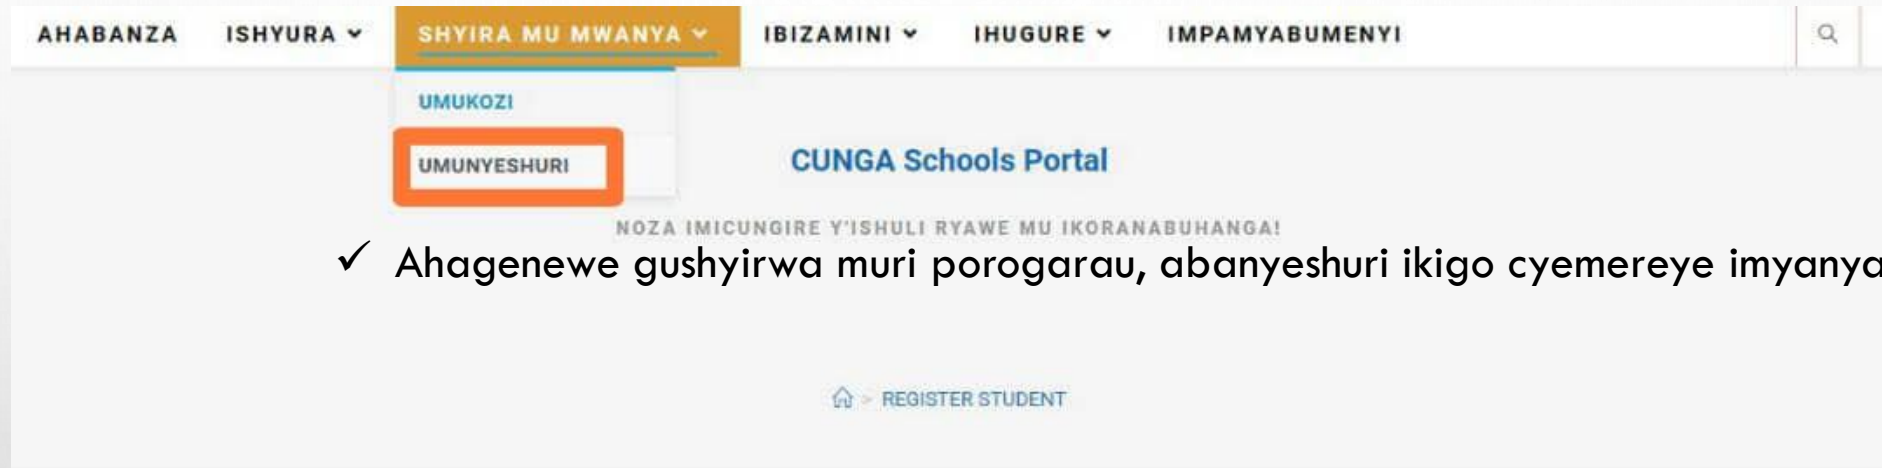 AHABANZA ISHYURA SHYIRA MU MWANYA IBIZAMINI IHUGURE IMPAMYABUMENYI
UMUKOZI
UMUNYESHURI
CUNGA Schools Portal
NOZA IMICUNGIRE Y'ISHULI RYAWE MU IKORANABUHANGA!
✓ Ahagenewe gushyirwa muri porogarau, abanyeshuri ikigo cyemereye imyanya
> REGISTER STUDENT